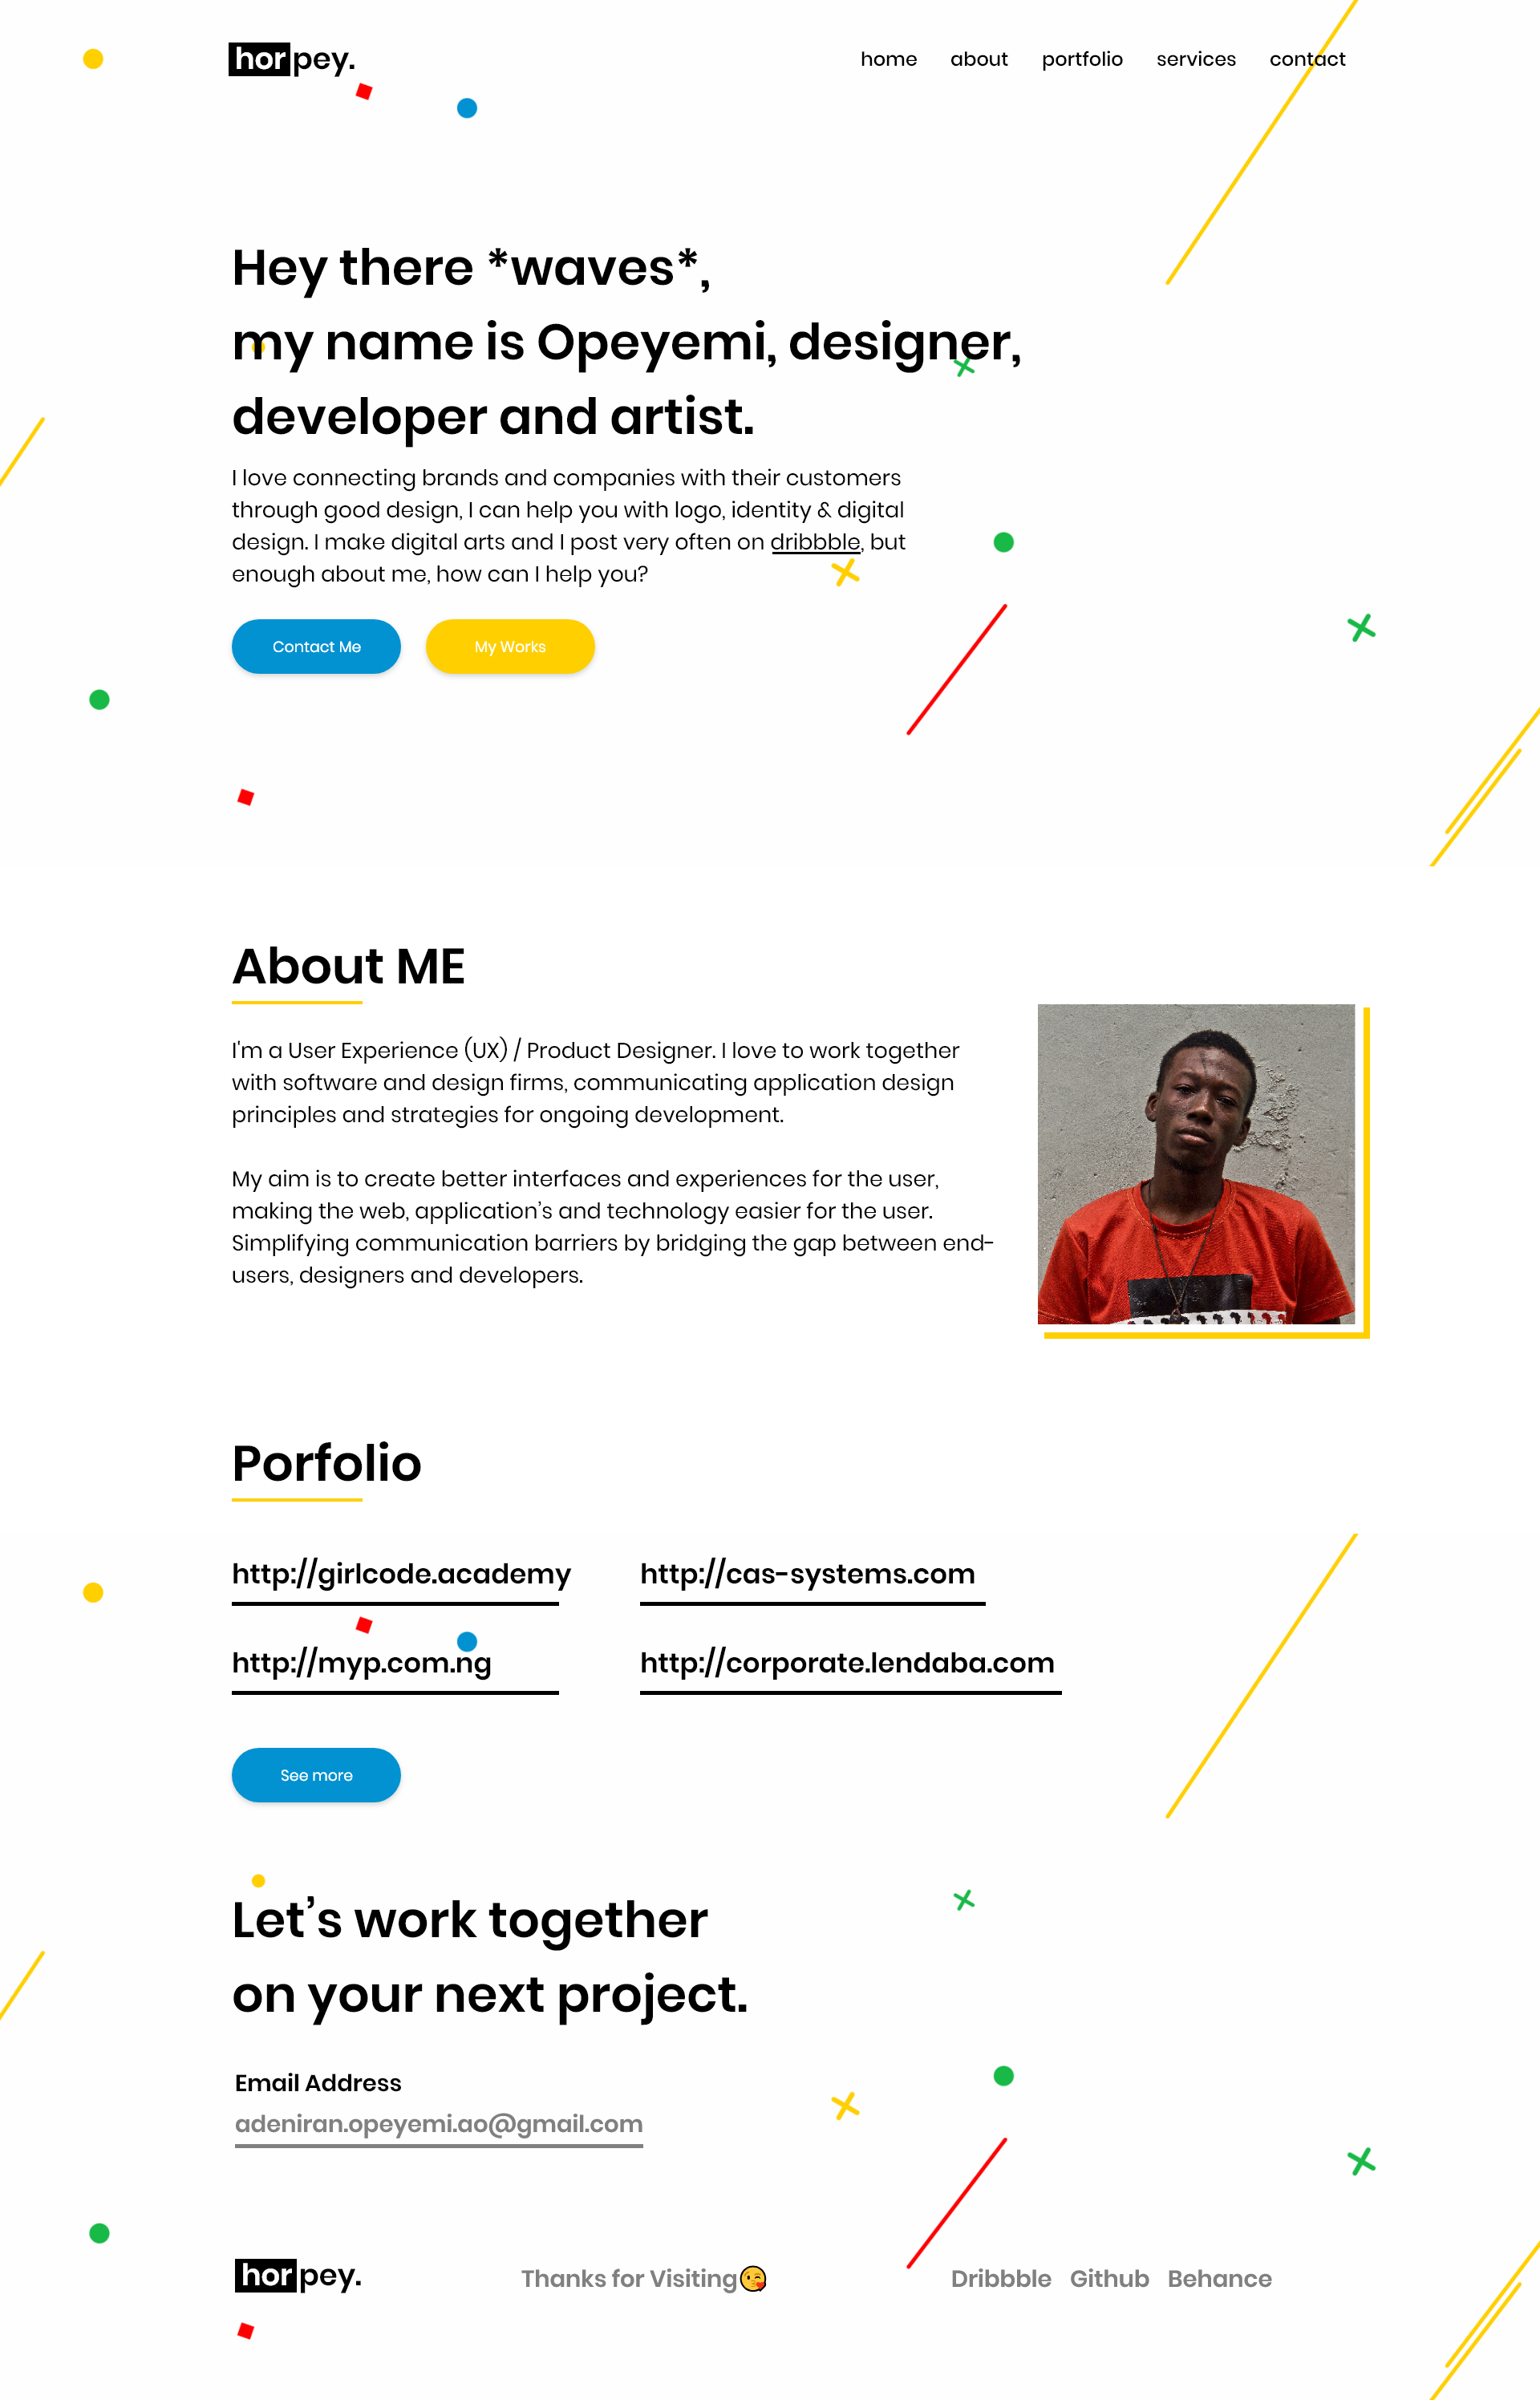 horpey.
home about portfolio services contact
Hey there *waves*,
my name is Opeyemi, designer,
developer and artist.
I love connecting brands and companies with their customers
through good design, I can help you with logo, identity & digital
design. I make digital arts and I post very often on dribbble, but
enough about me, how can I help you?
Contact Me My Works
About ME
I'm a User Experience (UX) / Product Designer. I love to work together
with software and design firms, communicating application design
principles and strategies for ongoing development.
My aim is to create better interfaces and experiences for the user,
making the web, application’s and technology easier for the user.
Simplifying communication barriers by bridging the gap between end-
users, designers and developers.
Porfolio
http://girlcode.academy http://cas-systems.com
http://myp.com.ng http://corporate.lendaba.com
See more
Let’s work together
on your next project.
Email Address
adeniran.opeyemi.ao@gmail.com
horpey. Thanks for Visiting😘 Dribbble Github Behance